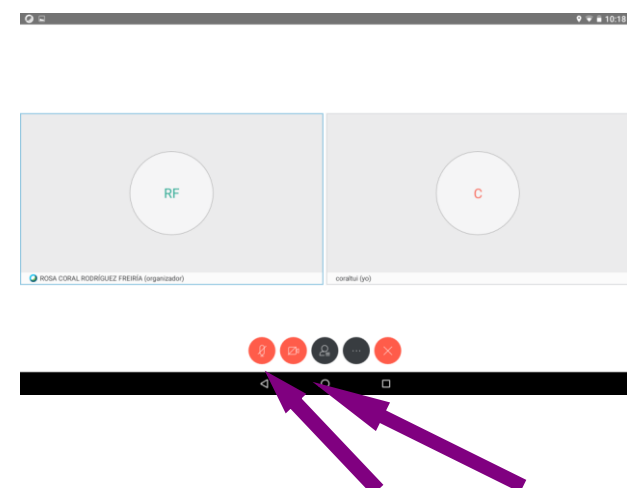 10:18
RF
C
ROSA CORAL RODRÍGUEZ FREIRÍA (organizador)
coraltui (yo)